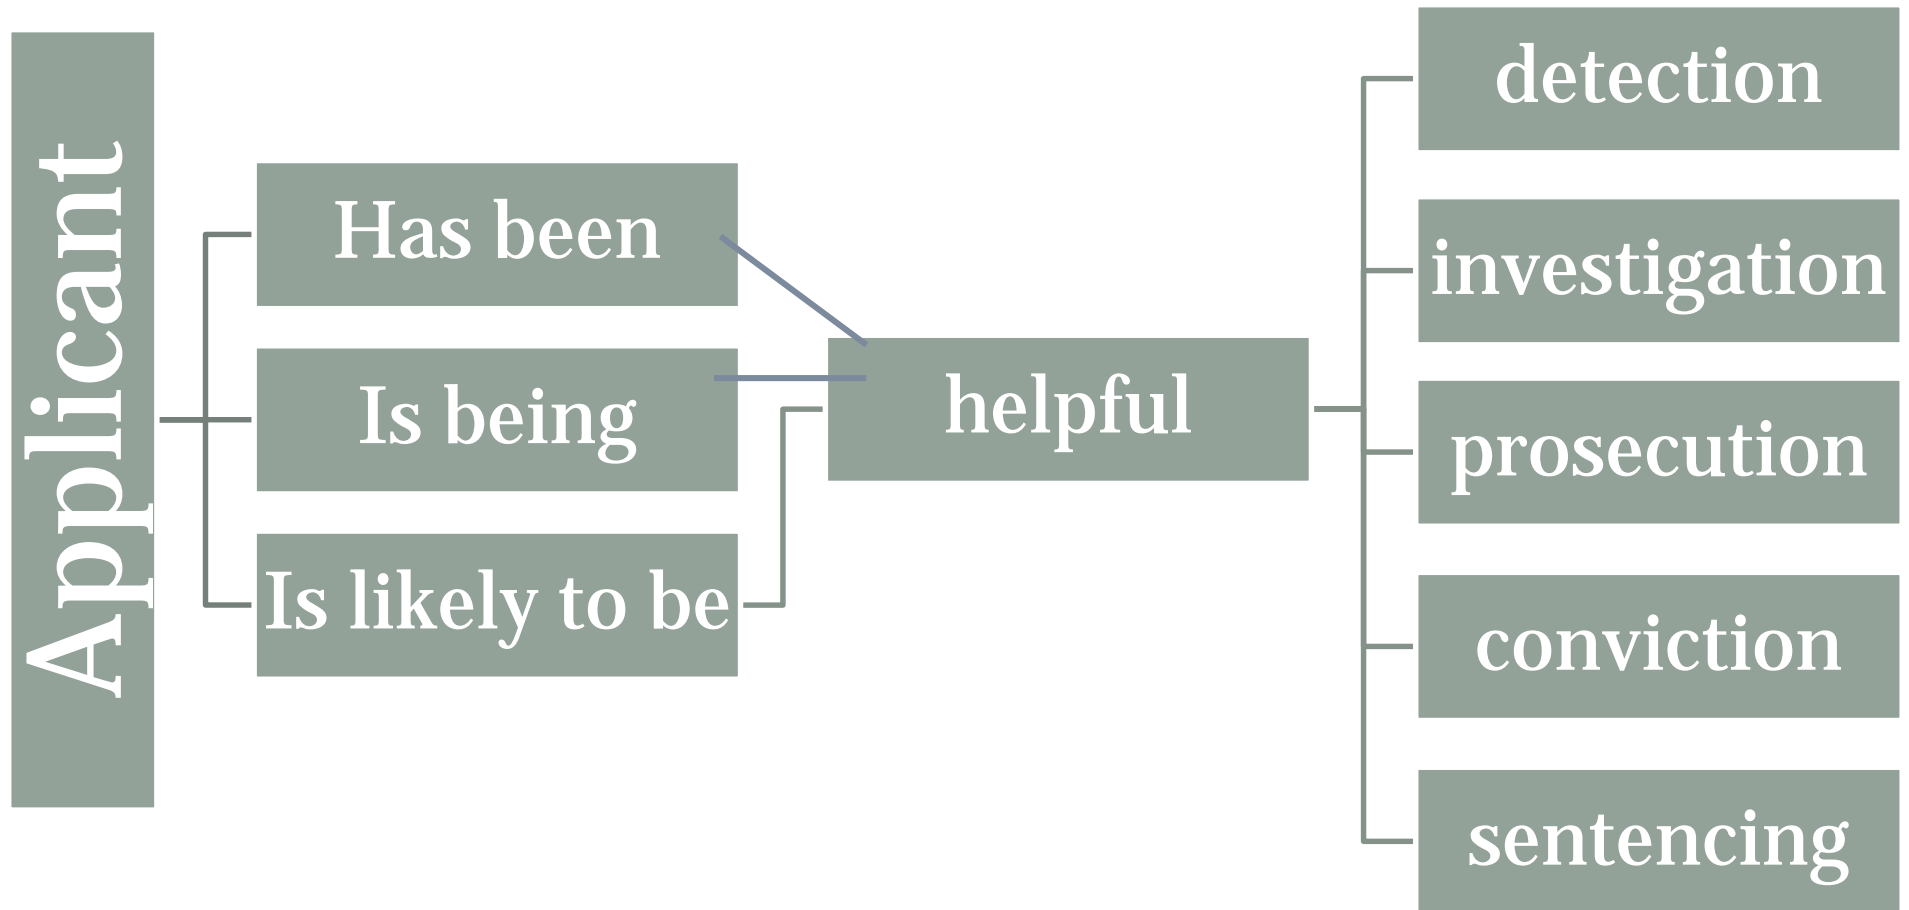 Applicant
Has been
Is being
Is likely to be
helpful
detection
investigation
prosecution
conviction
sentencing